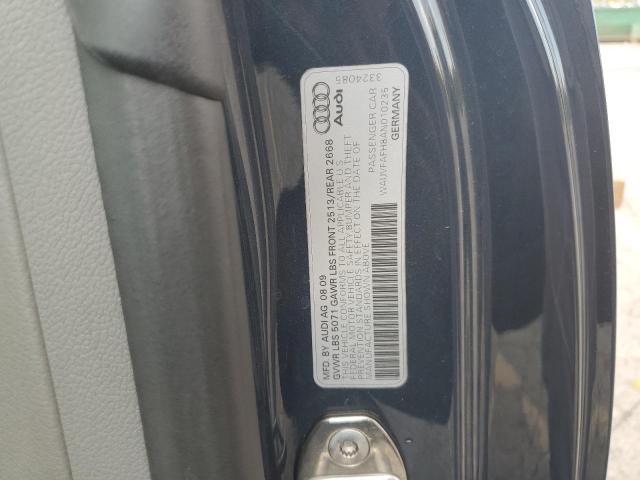 Audi
332408
MFD BY AUDI AG 08 09
GVWR LBS 5071 GAWR LBS FRONT 2513/REAR 2668
THIS VEHICLE CONFORMS TO ALL APPLICABLE U.S.
FEDERAL MOTOR VEHICLE SAFETY BUMPER AND THEFT
PREVENTION STANDARDS IN EFFECT ON THE DATE OF
MANUFACTURE SHOWN ABOVE
PASSENGER CAR
WAUVFAFH8AN010235
GERMANY